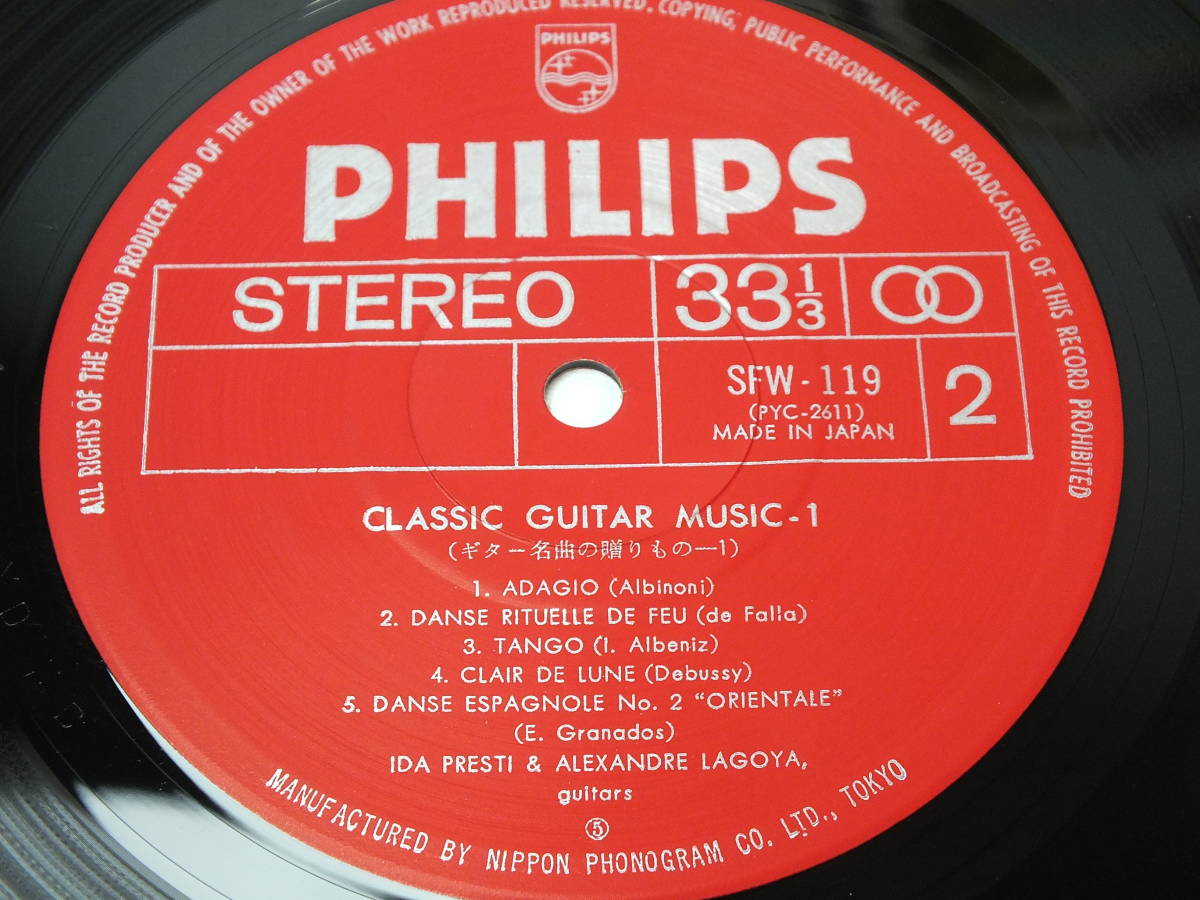 ALL RIGHTS OF THE RECORD PRODUCER AND OF THE OWNER OF THE WORK REPRODUCED RESERVED. COPYING, PUBLIC PERFORMANCE AND BROADCASTING OF THIS RECORD PROHIBITED
PHILIPS
PHILIPS
STEREO 33 1/3
SFW-119 2
(PYC-2611)
MADE IN JAPAN
CLASSIC GUITAR MUSIC-1
(ギター名曲の贈りもの—1)
1. ADAGIO (Albinoni)
2. DANSE RITUELLE DE FEU (de Falla)
3. TANGO (I. Albeniz)
4. CLAIR DE LUNE (Debussy)
5. DANSE ESPAGNOLE No. 2 "ORIENTALE"
(E. Granados)
IDA PRESTI & ALEXANDRE LAGOYA,
guitars
⑤
MANUFACTURED BY NIPPON PHONOGRAM CO. LTD., TOKYO